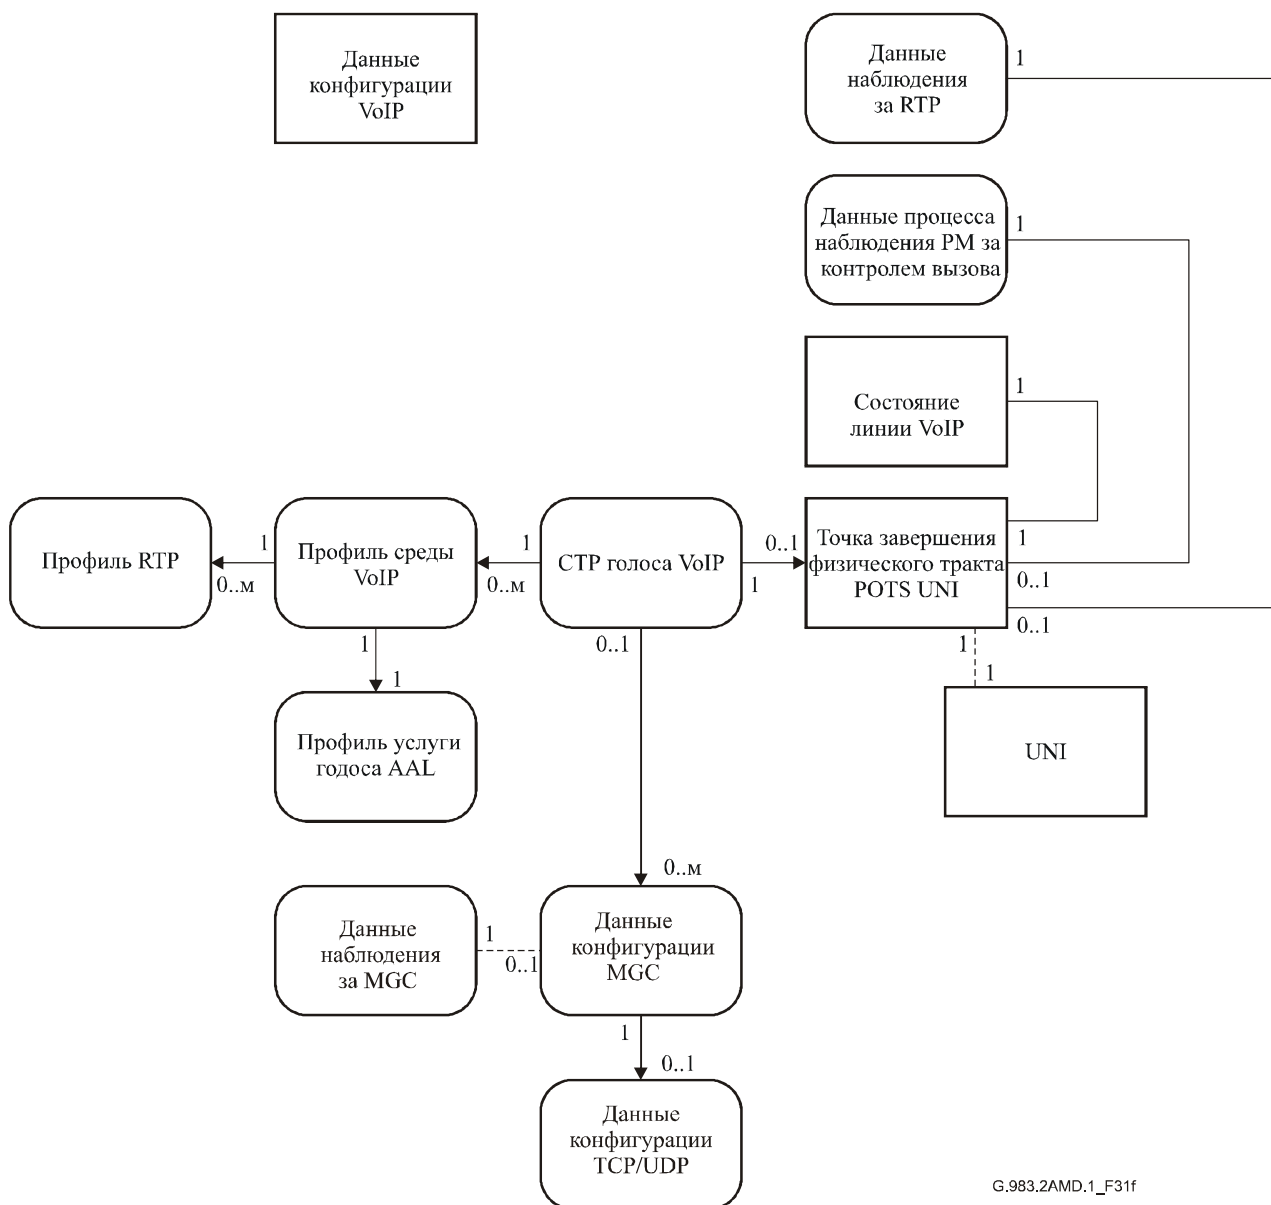 Данные
конфигурации
VoIP
Данные
наблюдения
за RTP
1
Данные процесса
наблюдения PM за
контролем вызова
1
Состояние
линии VoIP
1
Профиль RTP
1
0..м
Профиль среды
VoIP
1
0..м
СТР голоса VoIP
0..1
1
Точка завершения
физического тракта
POTS UNI
1
0..1
0..1
1
1
0..1
1
1
UNI
Профиль услуги
годоса AAL
0..м
Данные
наблюдения
за MGC
1
0..1
Данные
конфигурации
MGC
1
0..1
Данные
конфигурации
TCP/UDP
G.983.2AMD.1_F31f